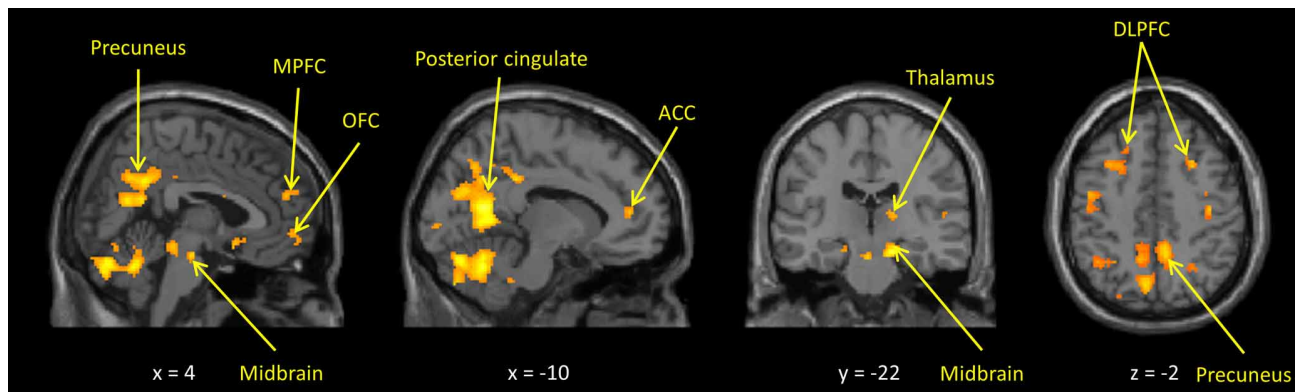 Precuneus
MPFC
OFC
Midbrain
x = 4
Posterior cingulate
ACC
x = -10
Thalamus
Midbrain
y = -22
DLPFC
Precuneus
z = -2